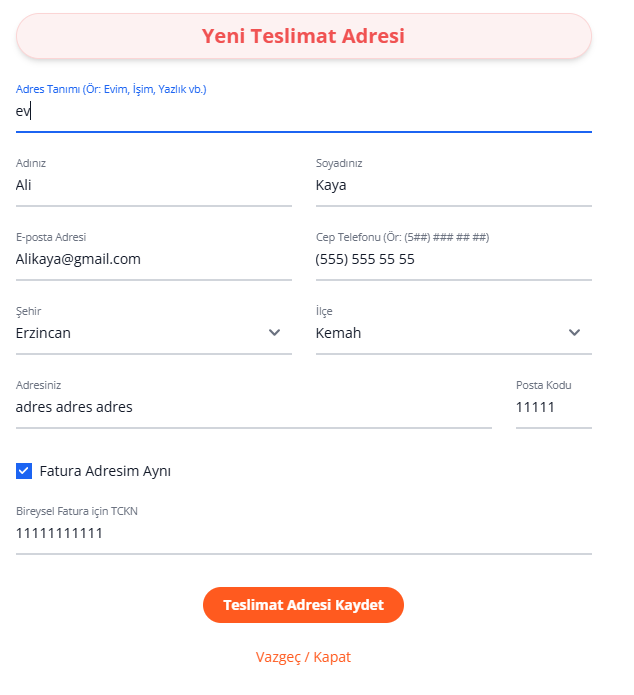 Yeni Teslimat Adresi
Adres Tanımı (Ör: Evim, İşim, Yazlık vb.)
ev
Adınız Soyadınız
Ali Kaya
E-posta Adresi Cep Telefonu (Ör: (5##) ### ## ##)
Alikaya@gmail.com (555) 555 55 55
Şehir İlçe
Erzincan Kemah
Adresiniz Posta Kodu
adres adres adres 11111
Fatura Adresim Aynı
Bireysel Fatura için TCKN
11111111111
Teslimat Adresi Kaydet
Vazgeç / Kapat